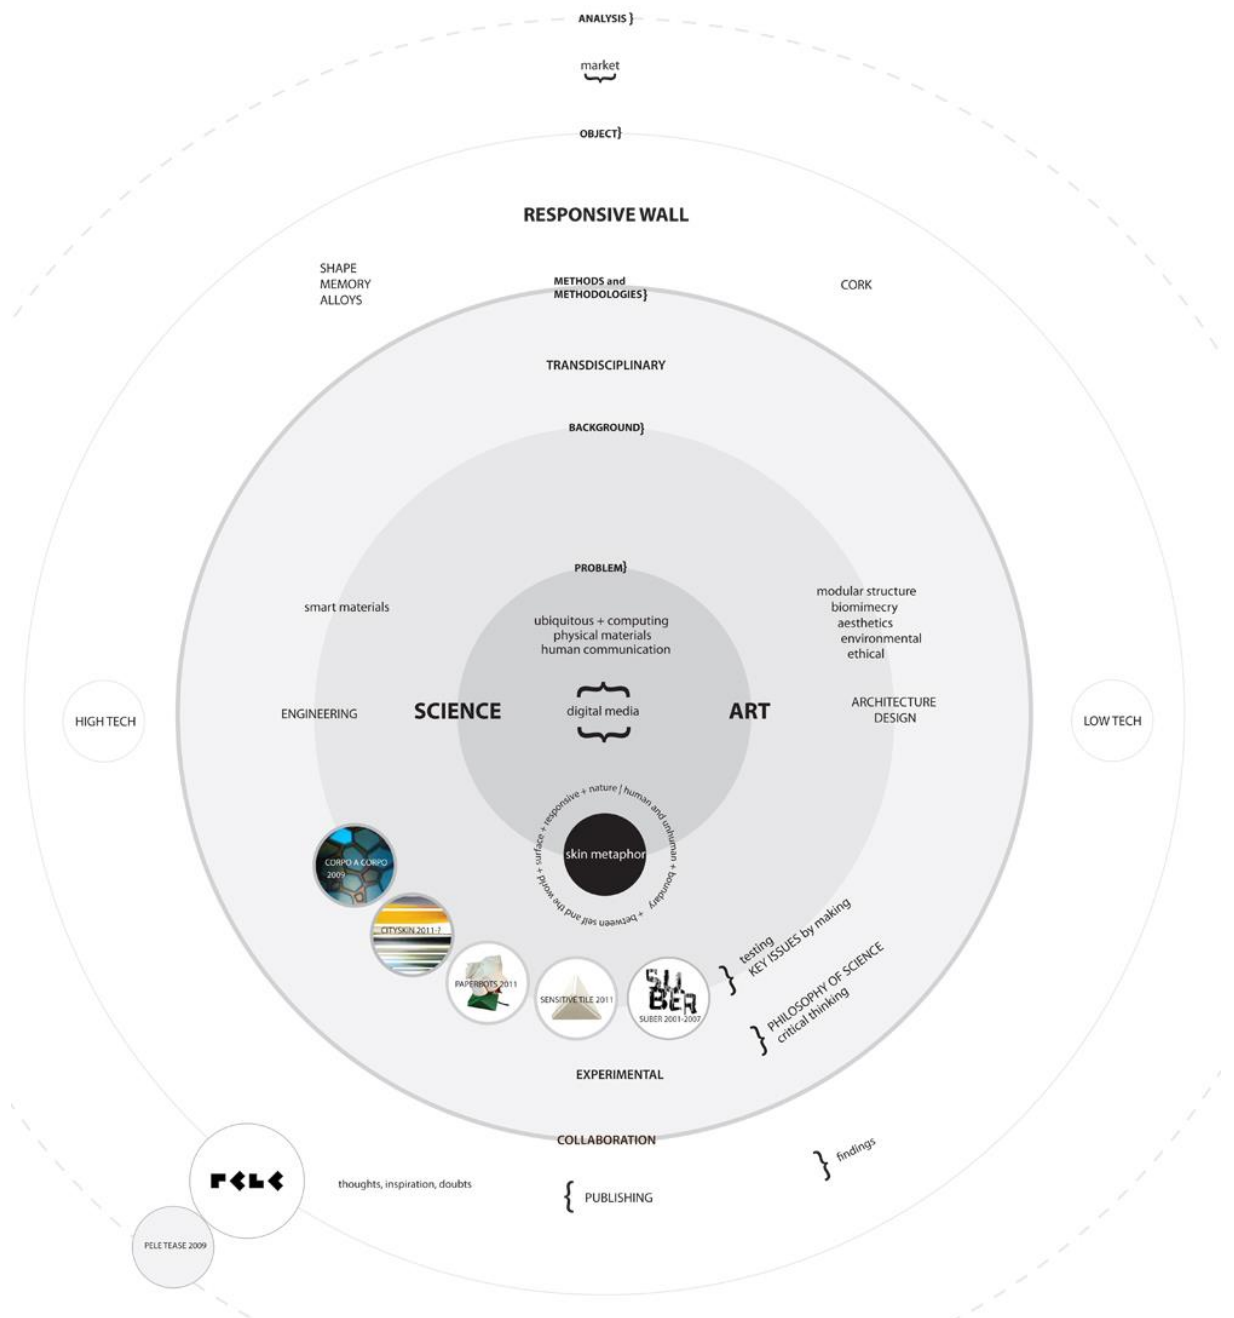 ANALYSIS }
market
}
OBJECT}
RESPONSIVE WALL
SHAPE
MEMORY
ALLOYS
METHODS and
METHODOLOGIES}
CORK
TRANSDISCIPLINARY
BACKGROUND}
PROBLEM}
smart materials
ubiquitous + computing
physical materials
human communication
modular structure
biomimecry
aesthetics
environmental
ethical
{
digital media
}
HIGH TECH
ENGINEERING
SCIENCE
ART
ARCHITECTURE
DESIGN
LOW TECH
surface + responsive + nature | human and unhuman + boundary + between self and the world +
skin metaphor
CORPO A CORPO
2009
CITYSKIN 2011-?
PAPERBOTS 2011
SENSITIVE TILE 2011
SUBER
SUBER 2001-2007
} testing
KEY ISSUES by making
} PHILOSOPHY OF SCIENCE
critical thinking
EXPERIMENTAL
COLLABORATION
} findings
PELE
thoughts, inspiration, doubts
{ PUBLISHING
PELE TEASE 2009